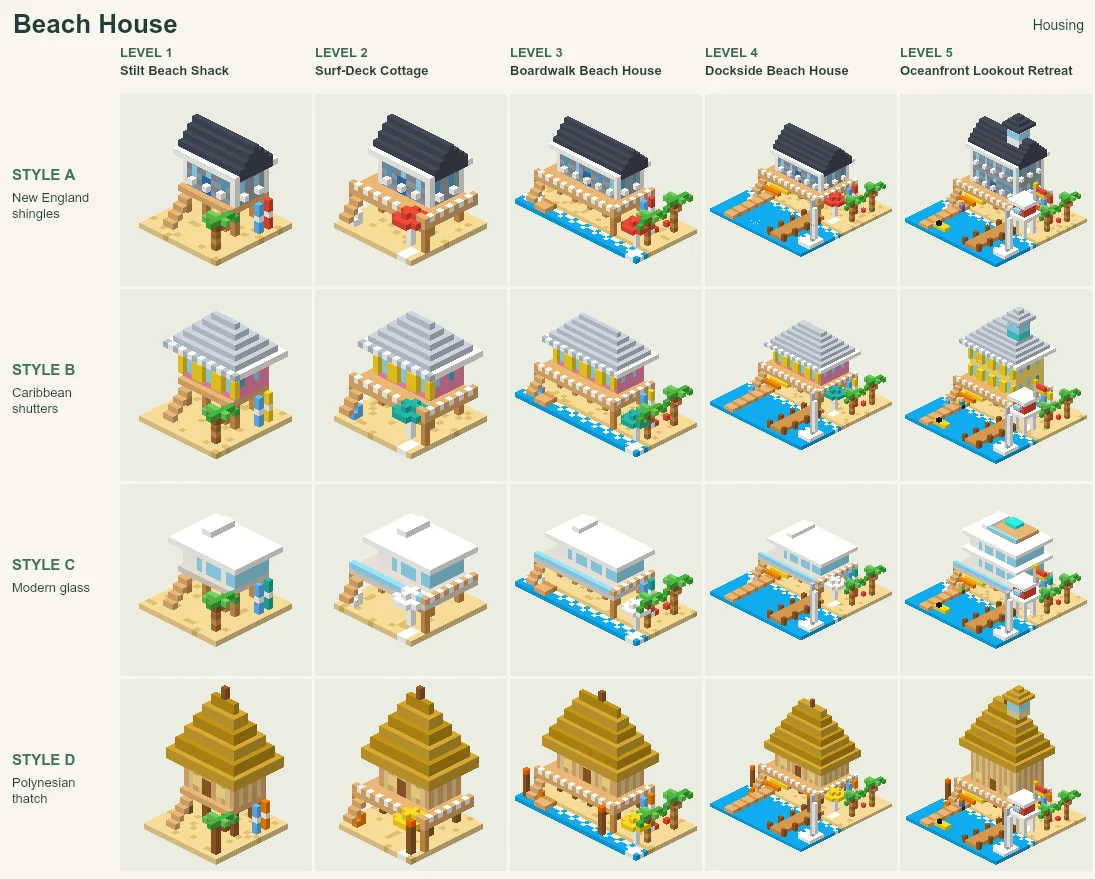 Beach House
Housing
LEVEL 1
Stilt Beach Shack
LEVEL 2
Surf-Deck Cottage
LEVEL 3
Boardwalk Beach House
LEVEL 4
Dockside Beach House
LEVEL 5
Oceanfront Lookout Retreat
STYLE A
New England
shingles
STYLE B
Caribbean
shutters
STYLE C
Modern glass
STYLE D
Polynesian
thatch